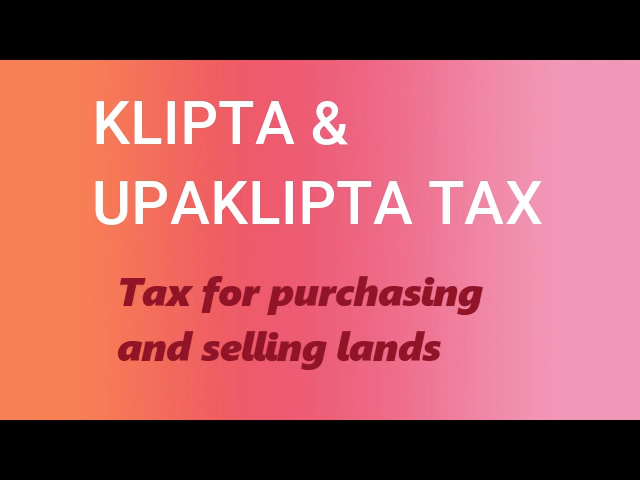 KLIPTA &
UPAKLIPTA TAX
Tax for purchasing
and selling lands